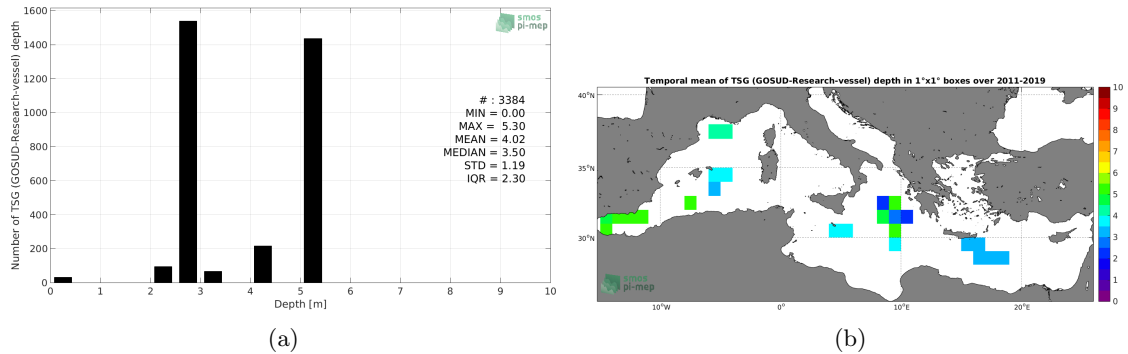 1600
1400
1200
1000
800
600
400
200
0
Number of TSG (GOSUD-Research-vessel) depth
smos
pi-mep
# : 3384
MIN = 0.00
MAX = 5.30
MEAN = 4.02
MEDIAN = 3.50
STD = 1.19
IQR = 2.30
0 1 2 3 4 5 6 7 8 9 10
Depth [m]
(a)
Temporal mean of TSG (GOSUD-Research-vessel) depth in 1°x1° boxes over 2011-2019
40°N
35°N
30°N
10°W 0° 10°E 20°E
smos
pi-mep
10
9
8
7
6
5
4
3
2
1
0
(b)